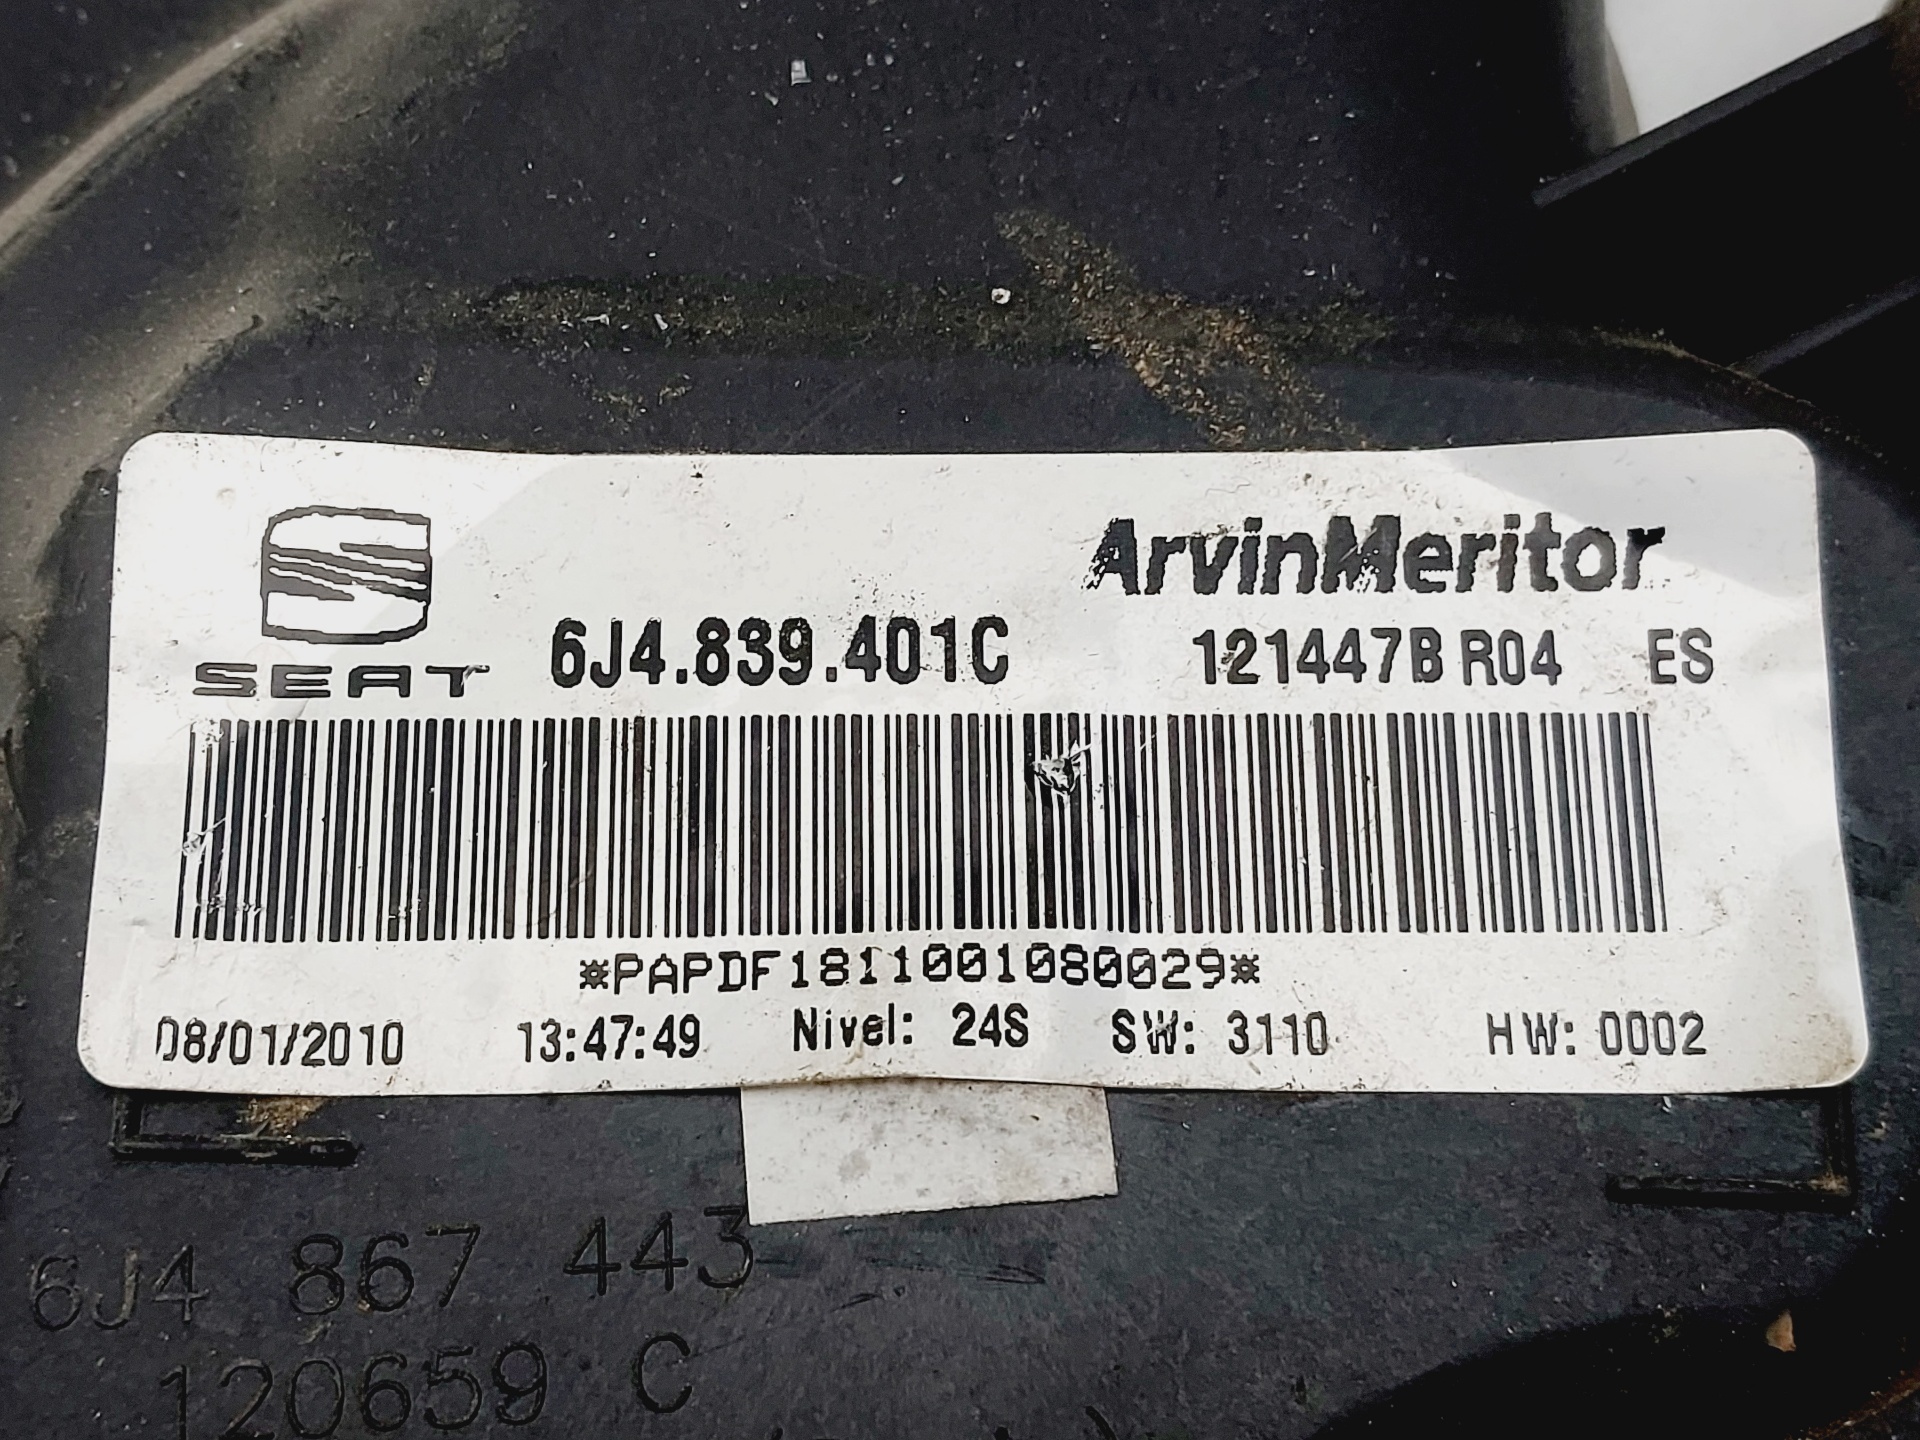 ArvinMeritor
SEAT 6J4.839.401C 121447B R04 ES
*PAPDF1811001080029*
08/01/2010 13:47:49 Nivel: 24S SW: 3110 HW: 0002
6J4 867 443
120659 C